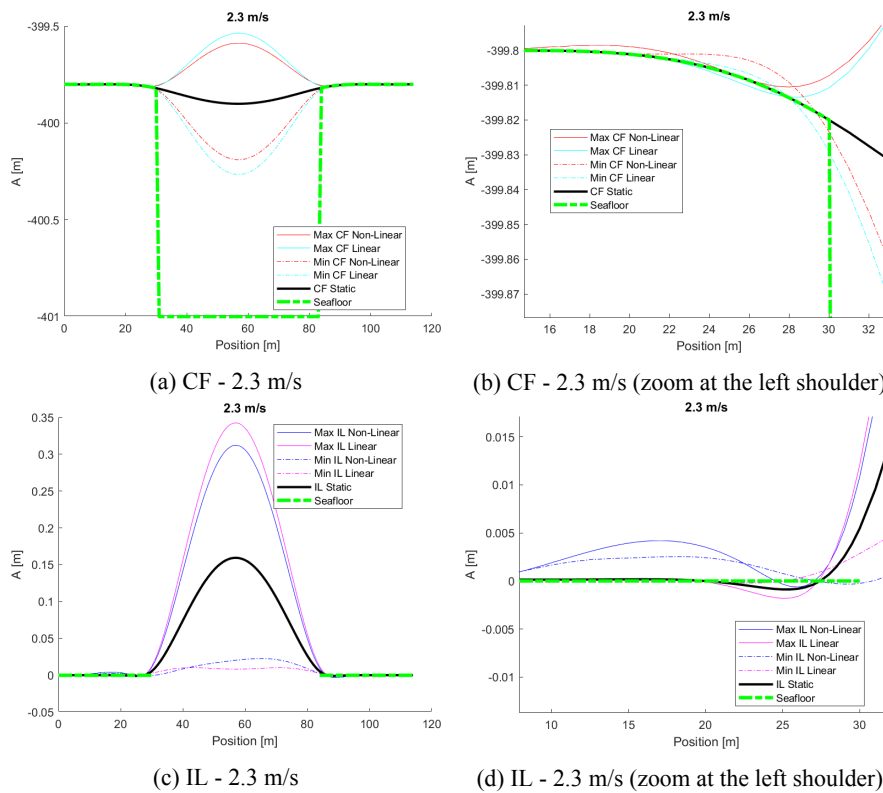 2.3 m/s
-399.5
-400
-400.5
-401
A [m]
Max CF Non-Linear
Max CF Linear
Min CF Non-Linear
Min CF Linear
CF Static
Seafloor
0 20 40 60 80 100 120
Position [m]
(a) CF - 2.3 m/s
2.3 m/s
-399.8
-399.81
-399.82
-399.83
-399.84
-399.85
-399.86
-399.87
A [m]
Max CF Non-Linear
Max CF Linear
Min CF Non-Linear
Min CF Linear
CF Static
Seafloor
16 18 20 22 24 26 28 30 32
Position [m]
(b) CF - 2.3 m/s (zoom at the left shoulder)
2.3 m/s
0.35
0.3
0.25
0.2
0.15
0.1
0.05
0
-0.05
A [m]
Max IL Non-Linear
Max IL Linear
Min IL Non-Linear
Min IL Linear
IL Static
Seafloor
0 20 40 60 80 100 120
Position [m]
(c) IL - 2.3 m/s
2.3 m/s
0.015
0.01
0.005
0
-0.005
-0.01
A [m]
Max IL Non-Linear
Max IL Linear
Min IL Non-Linear
Min IL Linear
IL Static
Seafloor
10 15 20 25 30
Position [m]
(d) IL - 2.3 m/s (zoom at the left shoulder)